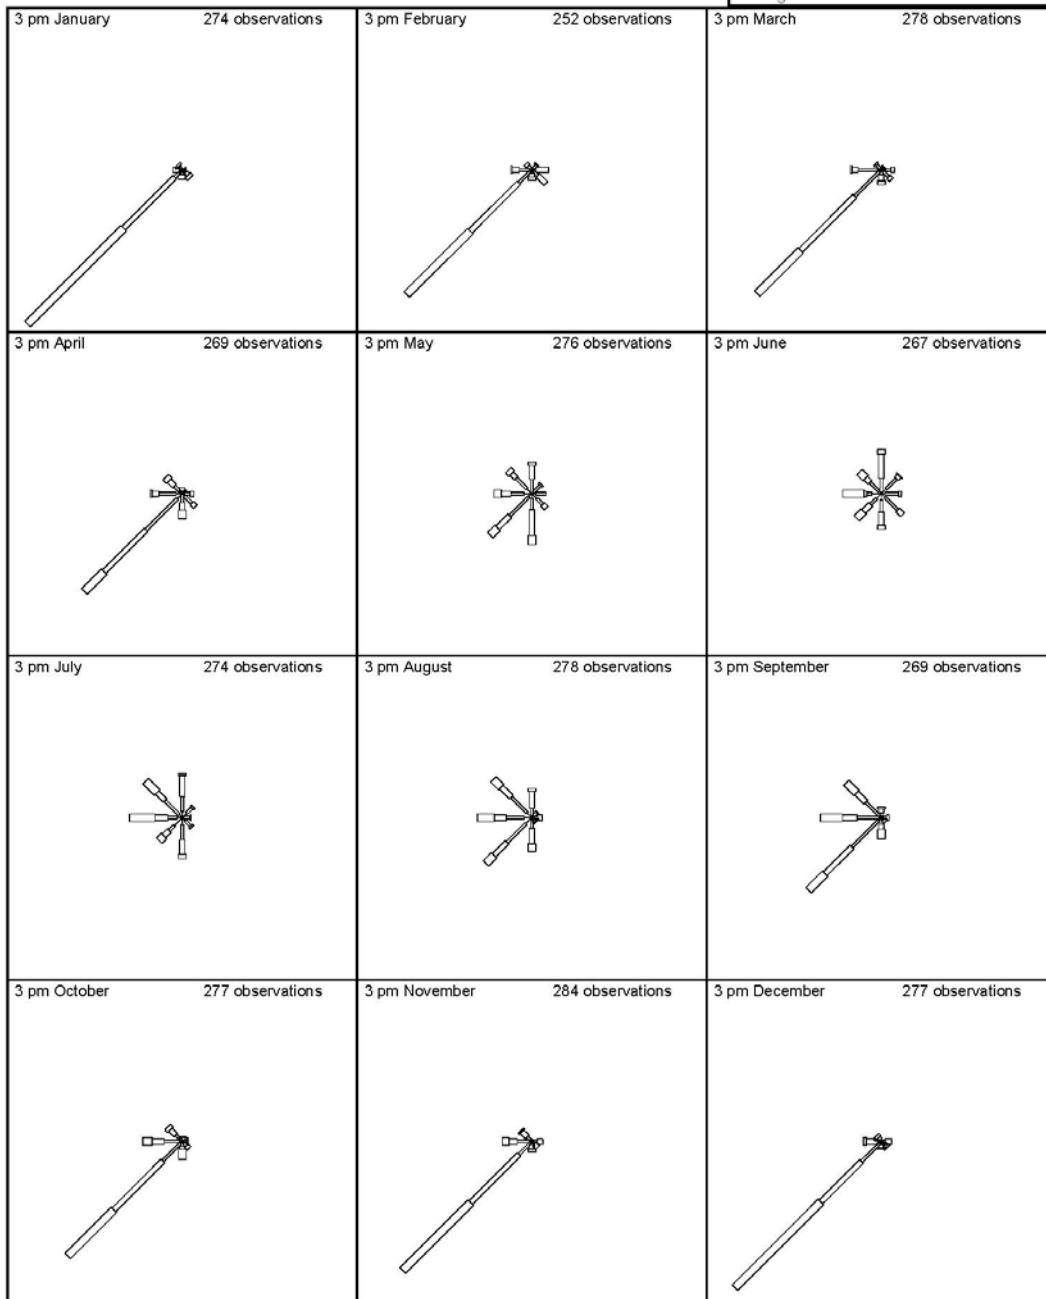 3 pm January 274 observations
3 pm February 252 observations
3 pm March 278 observations
3 pm April 269 observations
3 pm May 276 observations
3 pm June 267 observations
3 pm July 274 observations
3 pm August 278 observations
3 pm September 269 observations
3 pm October 277 observations
3 pm November 284 observations
3 pm December 277 observations